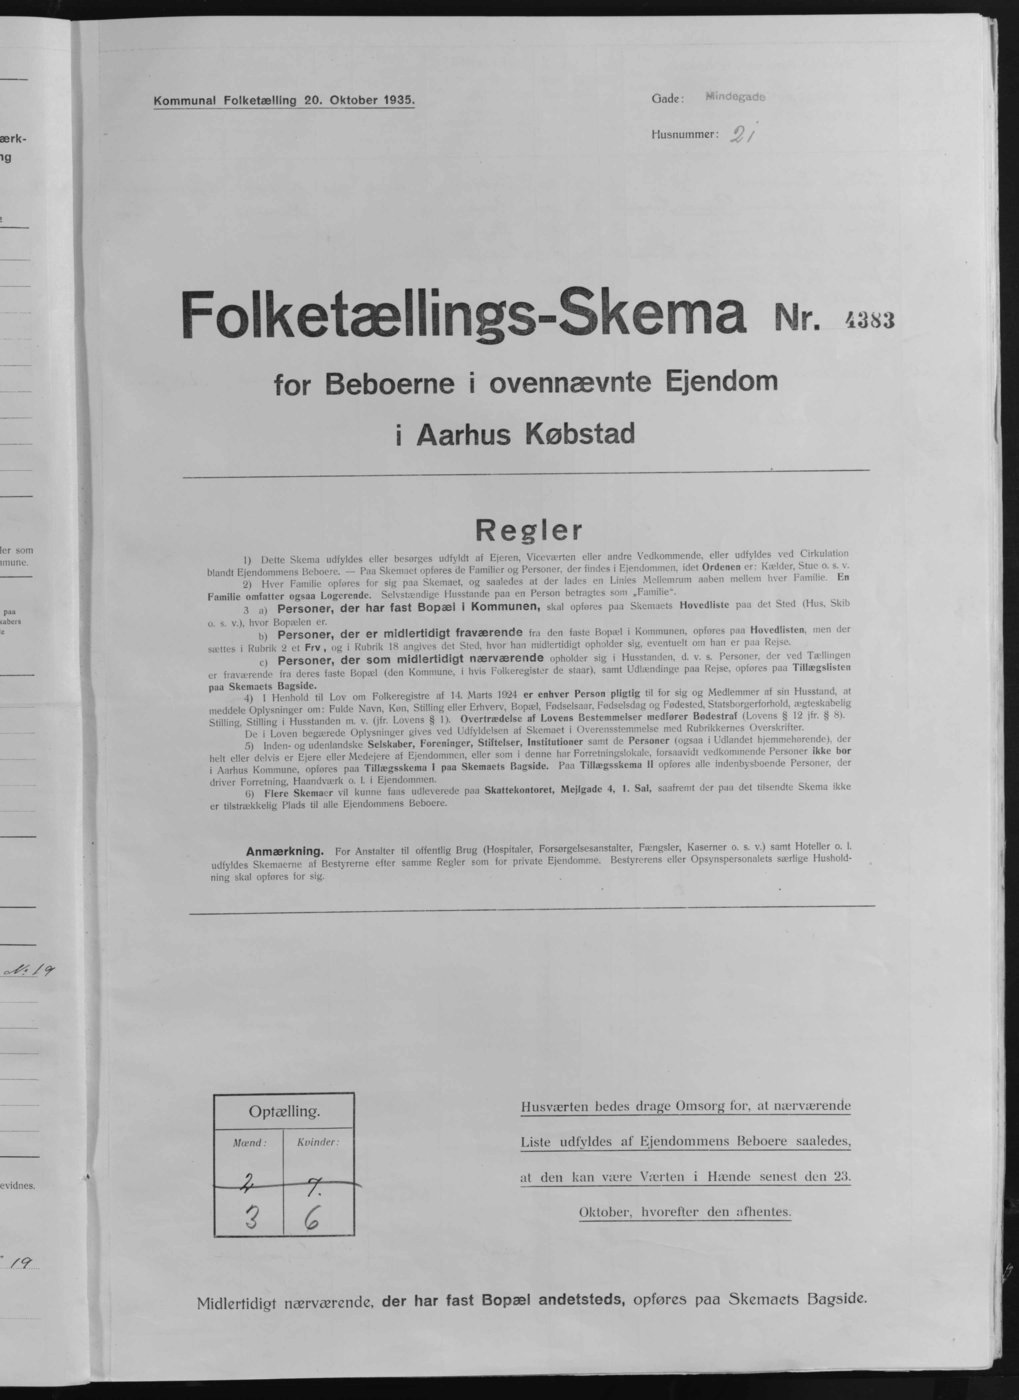 Kommunal Folketælling 20. Oktober 1935.
Gade: Mindegade
Husnummer: 21
Folketællings-Skema Nr. 4383
for Beboerne i ovennævnte Ejendom
i Aarhus Købstad
Regler
1) Dette Skema udfyldes eller besørges udfyldt af Ejeren, Viceværten eller andre Vedkommende, eller udfyldes ved Cirkulation
blandt Ejendommens Beboere. — Paa Skemaet opføres de Familier og Personer, der findes i Ejendommen, idet Ordenen er: Kælder, Stue o. s. v.
2) Hver Familie opføres for sig paa Skemaet, og saaledes at der lades en Linies Mellemrum aaben mellem hver Familie. En
Familie omfatter ogsaa Logerende. Selvstændige Husstande paa en Person betragtes som „Familie“.
3 a) Personer, der har fast Bopæl i Kommunen, skal opføres paa Skemaets Hovedliste paa det Sted (Hus, Skib
o. s. v.), hvor Bopælen er.
b) Personer, der er midlertidigt fraværende fra den faste Bopæl i Kommunen, opføres paa Hovedlisten, men der
sættes i Rubrik 2 et Frv, og i Rubrik 18 angives det Sted, hvor han midlertidigt opholder sig, eventuelt om han er paa Rejse.
c) Personer, der som midlertidigt nærværende opholder sig i Husstanden, d. v. s. Personer, der ved Tællingen
er fraværende fra deres faste Bopæl (den Kommune, i hvis Folkeregister de staar), samt Udlændinge paa Rejse, opføres paa Tillægslisten
paa Skemaets Bagside.
4) I Henhold til Lov om Folkeregistre af 14. Marts 1924 er enhver Person pligtig til for sig og Medlemmer af sin Husstand, at
meddele Oplysninger om: Fulde Navn, Køn, Stilling eller Erhverv, Bopæl, Fødselsaar, Fødselsdag og Fødested, Statsborgerforhold, ægteskabelig
Stilling, Stilling i Husstanden m. v. (jfr. Lovens § 1). Overtrædelse af Lovens Bestemmelser medfører Bødestraf (Lovens § 12 jfr. § 8).
De i Loven begærede Oplysninger gives ved Udfyldelsen af Skemaet i Overensstemmelse med Rubrikkernes Overskrifter.
5) Inden- og udenlandske Selskaber, Foreninger, Stiftelser, Institutioner samt de Personer (ogsaa i Udlandet hjemmehørende), der
helt eller delvis er Ejere eller Medejere af Ejendommen, eller som i denne har Forretningslokale, forsaavidt vedkommende Personer ikke bor
i Aarhus Kommune, opføres paa Tillægsskema I paa Skemaets Bagside. Paa Tillægsskema II opføres alle indenbysboende Personer, der
driver Forretning, Haandværk o. l. i Ejendommen.
6) Flere Skemaer vil kunne faas udleverede paa Skattekontoret, Mejlgade 4, 1. Sal, saafremt der paa det tilsendte Skema ikke
er tilstrækkelig Plads til alle Ejendommens Beboere.
Anmærkning. For Anstalter til offentlig Brug (Hospitaler, Forsørgelsesanstalter, Fængsler, Kaserner o. s. v.) samt Hoteller o. l.
udfyldes Skemaerne af Bestyrerne efter samme Regler som for private Ejendomme. Bestyrerens eller Opsynspersonalets særlige Hushold-
ning skal opføres for sig.
Optælling.
Mænd: Kvinder:
2 7.
3 6
Husværten bedes drage Omsorg for, at nærværende
Liste udfyldes af Ejendommens Beboere saaledes,
at den kan være Værten i Hænde senest den 23.
Oktober, hvorefter den afhentes.
Midlertidigt nærværende, der har fast Bopæl andetsteds, opføres paa Skemaets Bagside.